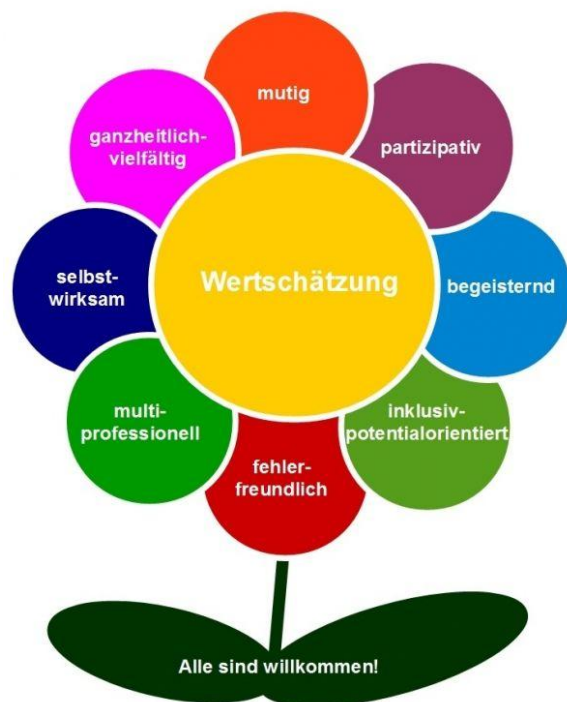 mutig
ganzheitlich-
vielfältig
partizipativ
Wertschätzung
selbst-
wirksam
begeisternd
multi-
professionell
inklusiv-
potentialorientiert
fehler-
freundlich
Alle sind willkommen!